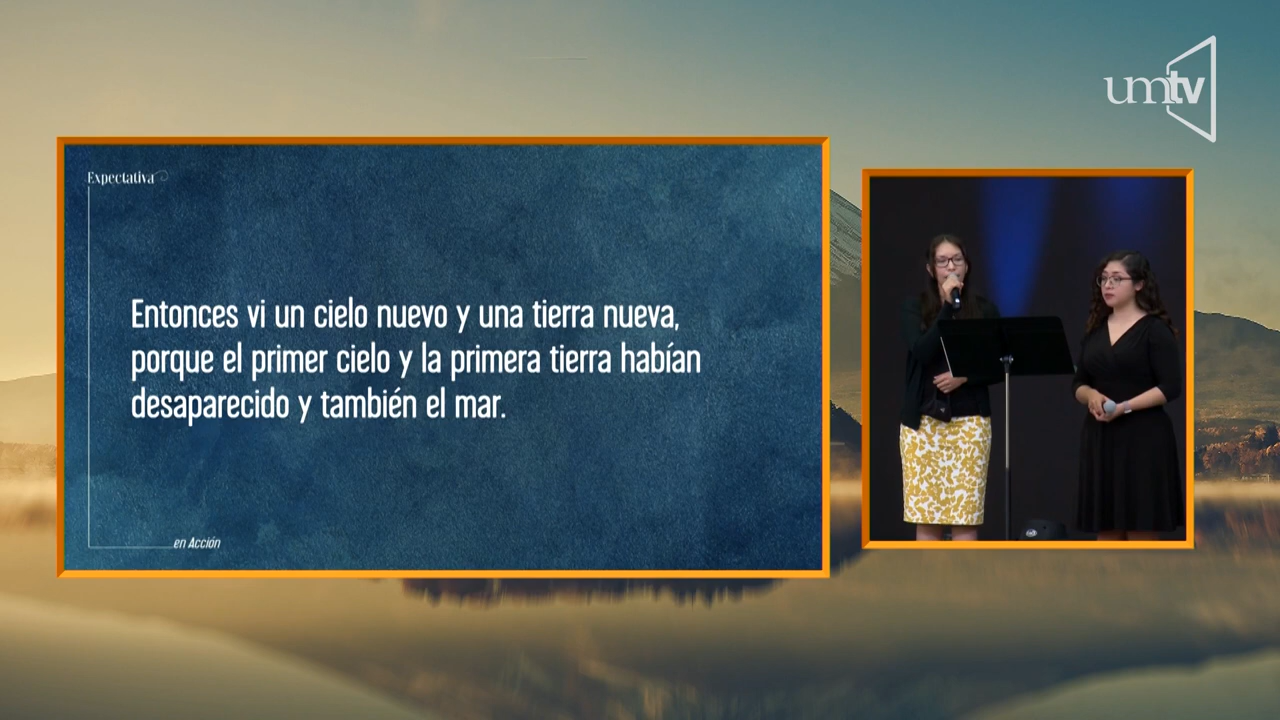 umtv
Expectativa
Entonces vi un cielo nuevo y una tierra nueva,
porque el primer cielo y la primera tierra habían
desaparecido y también el mar.
en Acción